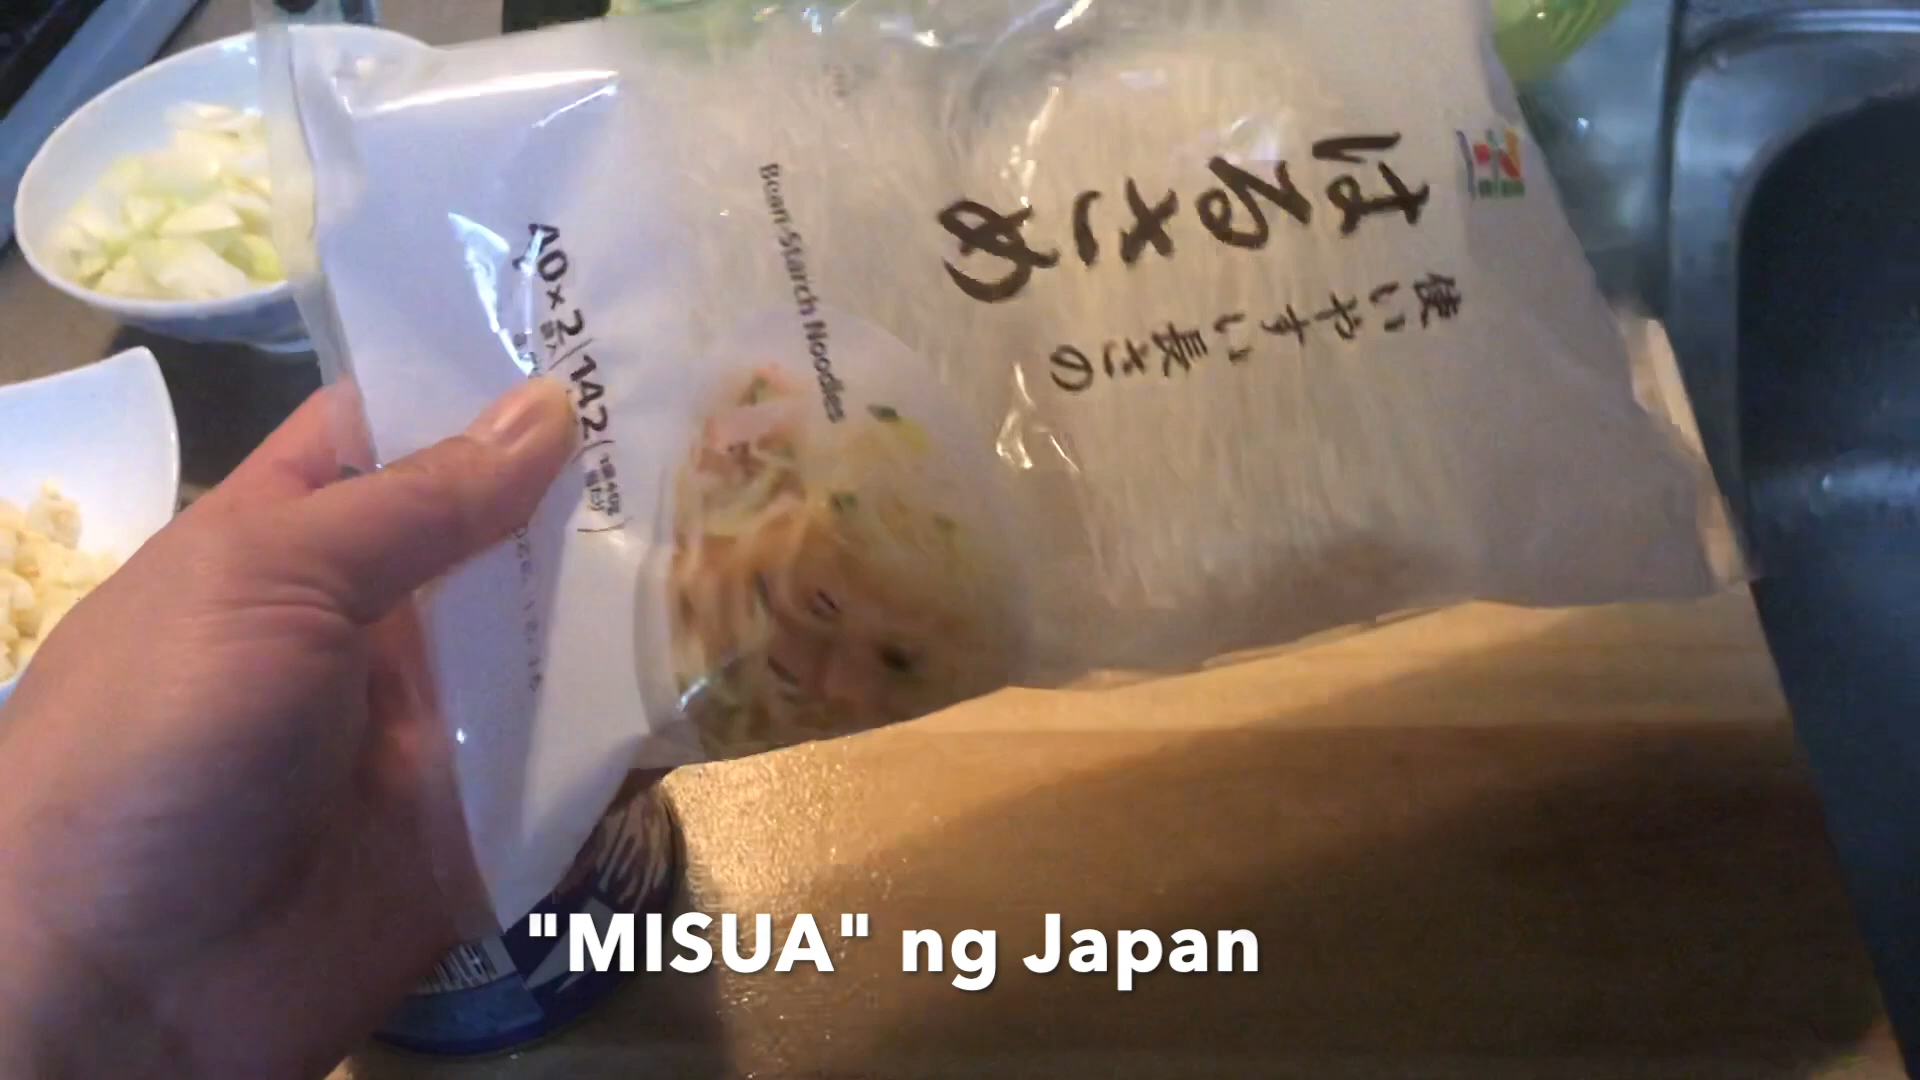 使いやすい長さの
はるさめ
Bean-Starch Noodles
40×2
142
"MISUA" ng Japan